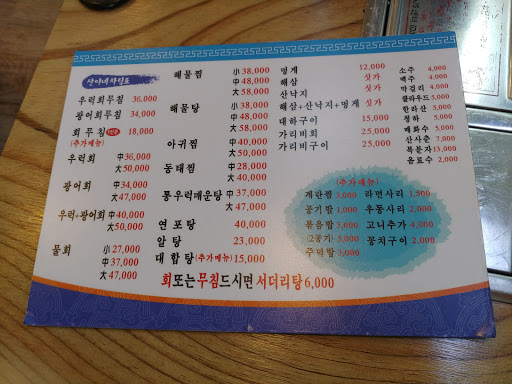 차림표
우럭회무침 36,000
광어회무침 34,000
회무침 18,000
(추가메뉴)
우럭회 中36,000
大50,000
광어회 中34,000
大47,000
우럭+광어회 中40,000
大50,000
물회 小27,000
中37,000
大47,000
해물찜 小38,000
中48,000
大58,000
해물탕 小38,000
中48,000
大58,000
아귀찜 中40,000
大50,000
동태찜 中28,000
大40,000
통우럭매운탕 中37,000
大47,000
연포탕 40,000
알탕 23,000
대합탕(추가메뉴)15,000
멍게 12,000
해삼 싯가
산낙지 싯가
해삼+산낙지+멍게 싯가
대하구이 15,000
가리비회 25,000
가리비구이 25,000
소주 4,000
맥주 4,000
막걸리 4,000
클라우드 5,000
한라산 5,000
청하 5,000
매화수 5,000
산사춘 7,000
복분자 13,000
음료수 2,000
(추가메뉴)
계란찜 3,000
공기밥 1,000
볶음밥 5,000
(2공기) 3,000
주먹밥 3,000
라면사리 1,500
우동사리 2,000
고니추가 4,000
꽁치구이 2,000
회또는무침드시면 서더리탕 6,000